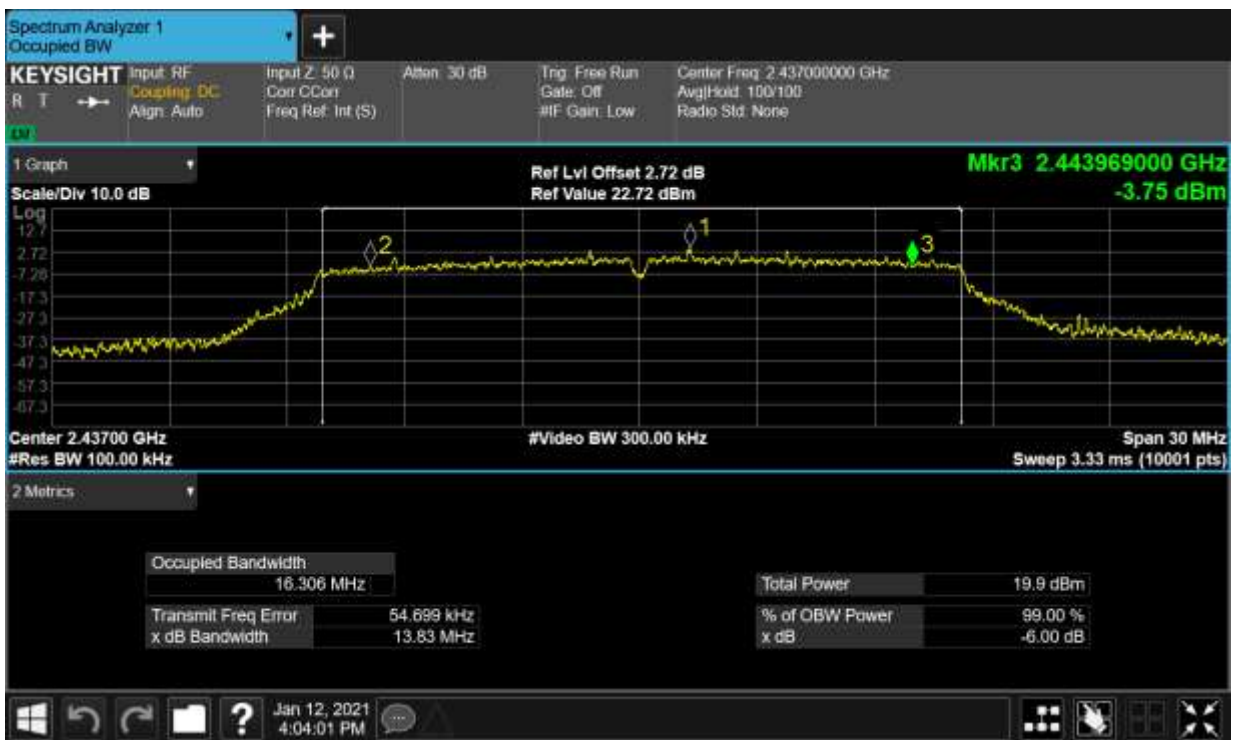 Spectrum Analyzer 1
Occupied BW
+
KEYSIGHT
R T
Input: RF
Coupling: DC
Align: Auto
Input Z: 50 Ω
Corr CCorr
Freq Ref: Int (S)
Atten: 30 dB
Trig: Free Run
Gate: Off
#IF Gain: Low
Center Freq: 2.437000000 GHz
Avg|Hold: 100/100
Radio Std: None
1 Graph
Scale/Div 10.0 dB
Ref Lvl Offset 2.72 dB
Ref Value 22.72 dBm
Mkr3 2.443969000 GHz
-3.75 dBm
Log
12.7
2.72
-7.28
-17.3
-27.3
-37.3
-47.3
-57.3
-67.3
2
1
3
Center 2.43700 GHz
#Video BW 300.00 kHz
Span 30 MHz
#Res BW 100.00 kHz
Sweep 3.33 ms (10001 pts)
2 Metrics
Occupied Bandwidth
16.306 MHz
Total Power 19.9 dBm
Transmit Freq Error 54.699 kHz
% of OBW Power 99.00 %
x dB Bandwidth 13.83 MHz
x dB -6.00 dB
?
Jan 12, 2021
4:04:01 PM